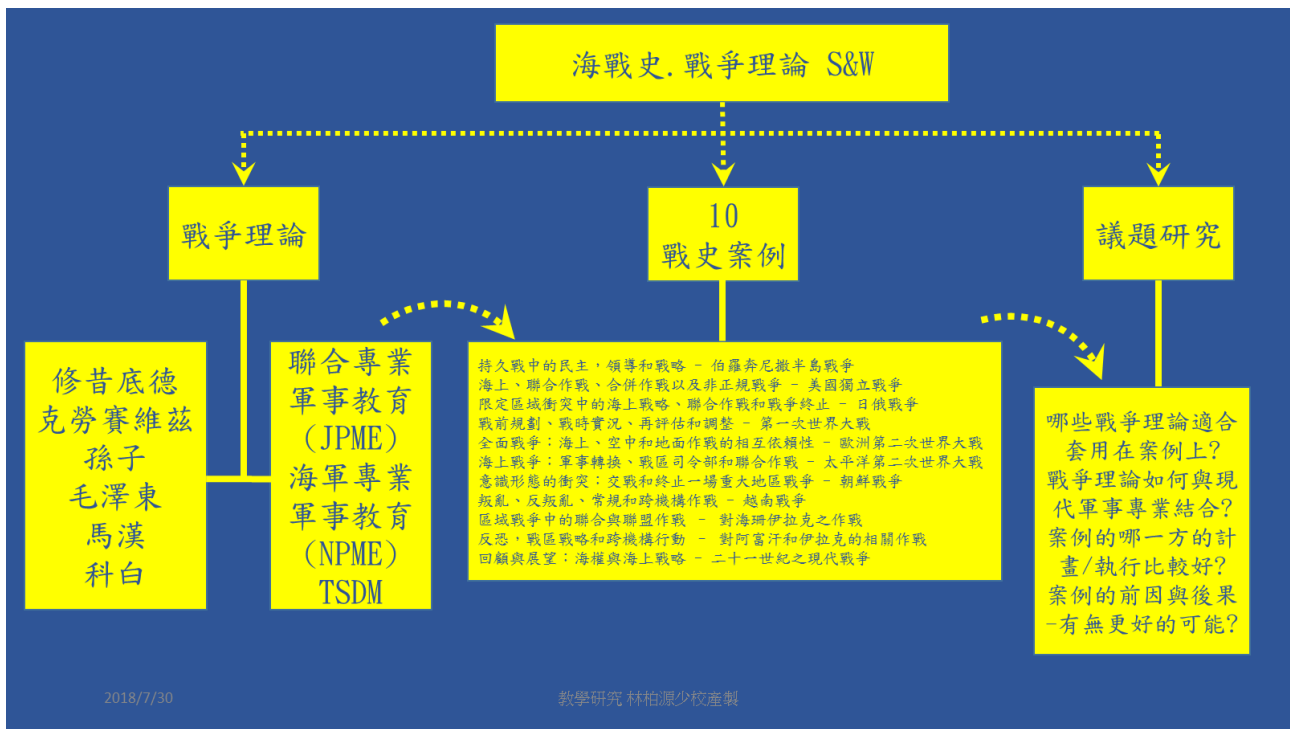 海戰史.戰爭理論 S&W
戰爭理論
10
戰史案例
議題研究
修昔底德
克勞賽維茲
孫子
毛澤東
馬漢
科白
聯合專業
軍事教育
(JPME)
海軍專業
軍事教育
(NPME)
TSDM
持久戰中的民主,領導和戰略 - 伯羅奔尼撤半島戰爭
海上、聯合作戰、合併作戰以及非正規戰爭 - 美國獨立戰爭
限定區域衝突中的海上戰略、聯合作戰和戰爭終止 - 日俄戰爭
戰前規劃、戰時實況、再評估和調整 - 第一次世界大戰
全面戰爭:海上、空中和地面作戰的相互依賴性 - 歐洲第二次世界大戰
海上戰爭:軍事轉換、戰區司令部和聯合作戰 - 太平洋第二次世界大戰
意識形態的衝突:交戰和終止一場重大地區戰爭 - 朝鮮戰爭
叛亂、反叛亂、常規和跨機構作戰 - 越南戰爭
區域戰爭中的聯合與聯盟作戰 - 對海珊伊拉克之作戰
反恐,戰區戰略和跨機構行動 - 對阿富汗和伊拉克的相關作戰
回顧與展望:海權與海上戰略 - 二十一世紀之現代戰爭
哪些戰爭理論適合
套用在案例上?
戰爭理論如何與現
代軍事專業結合?
案例的哪一方的計
畫/執行比較好?
案例的前因與後果
-有無更好的可能?
2018/7/30
教學研究 林柏源少校產製